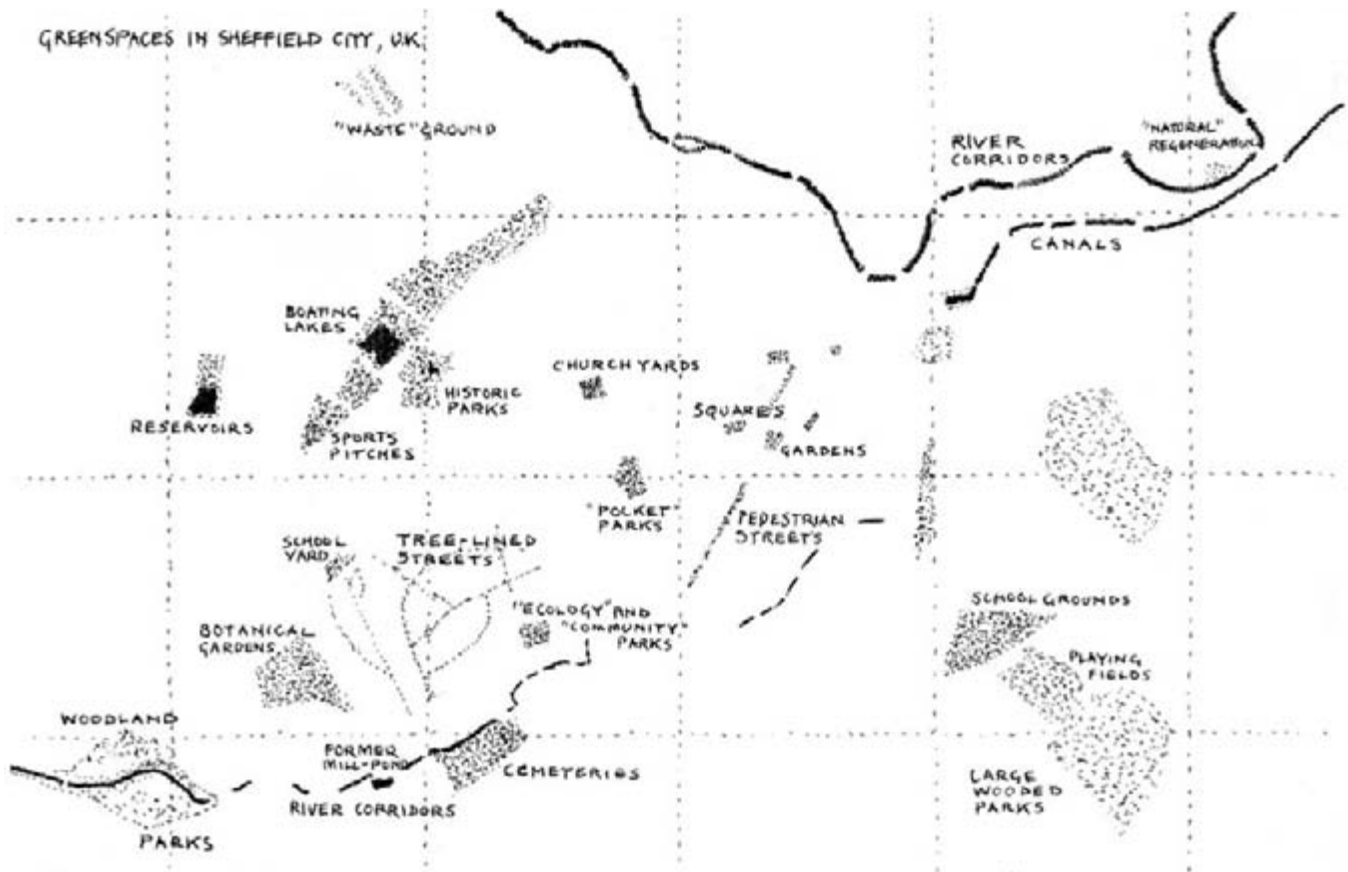 GREENSPACES IN SHEFFIELD CITY, U.K.
"WASTE" GROUND
RIVER
CORRIDORS
"NATURAL"
REGENERATION
CANALS
BOATING
LAKES
HISTORIC
PARKS
CHURCH YARDS
SQUARES
GARDENS
RESERVOIRS
SPORTS
PITCHES
"POCKET"
PARKS
PEDESTRIAN
STREETS
SCHOOL
YARD
TREE-LINED
STREETS
"ECOLOGY" AND
"COMMUNITY"
PARKS
SCHOOL GROUNDS
BOTANICAL
GARDENS
PLAYING
FIELDS
WOODLAND
FORMER
MILL-POND
CEMETERIES
RIVER CORRIDORS
LARGE
WOODED
PARKS
PARKS